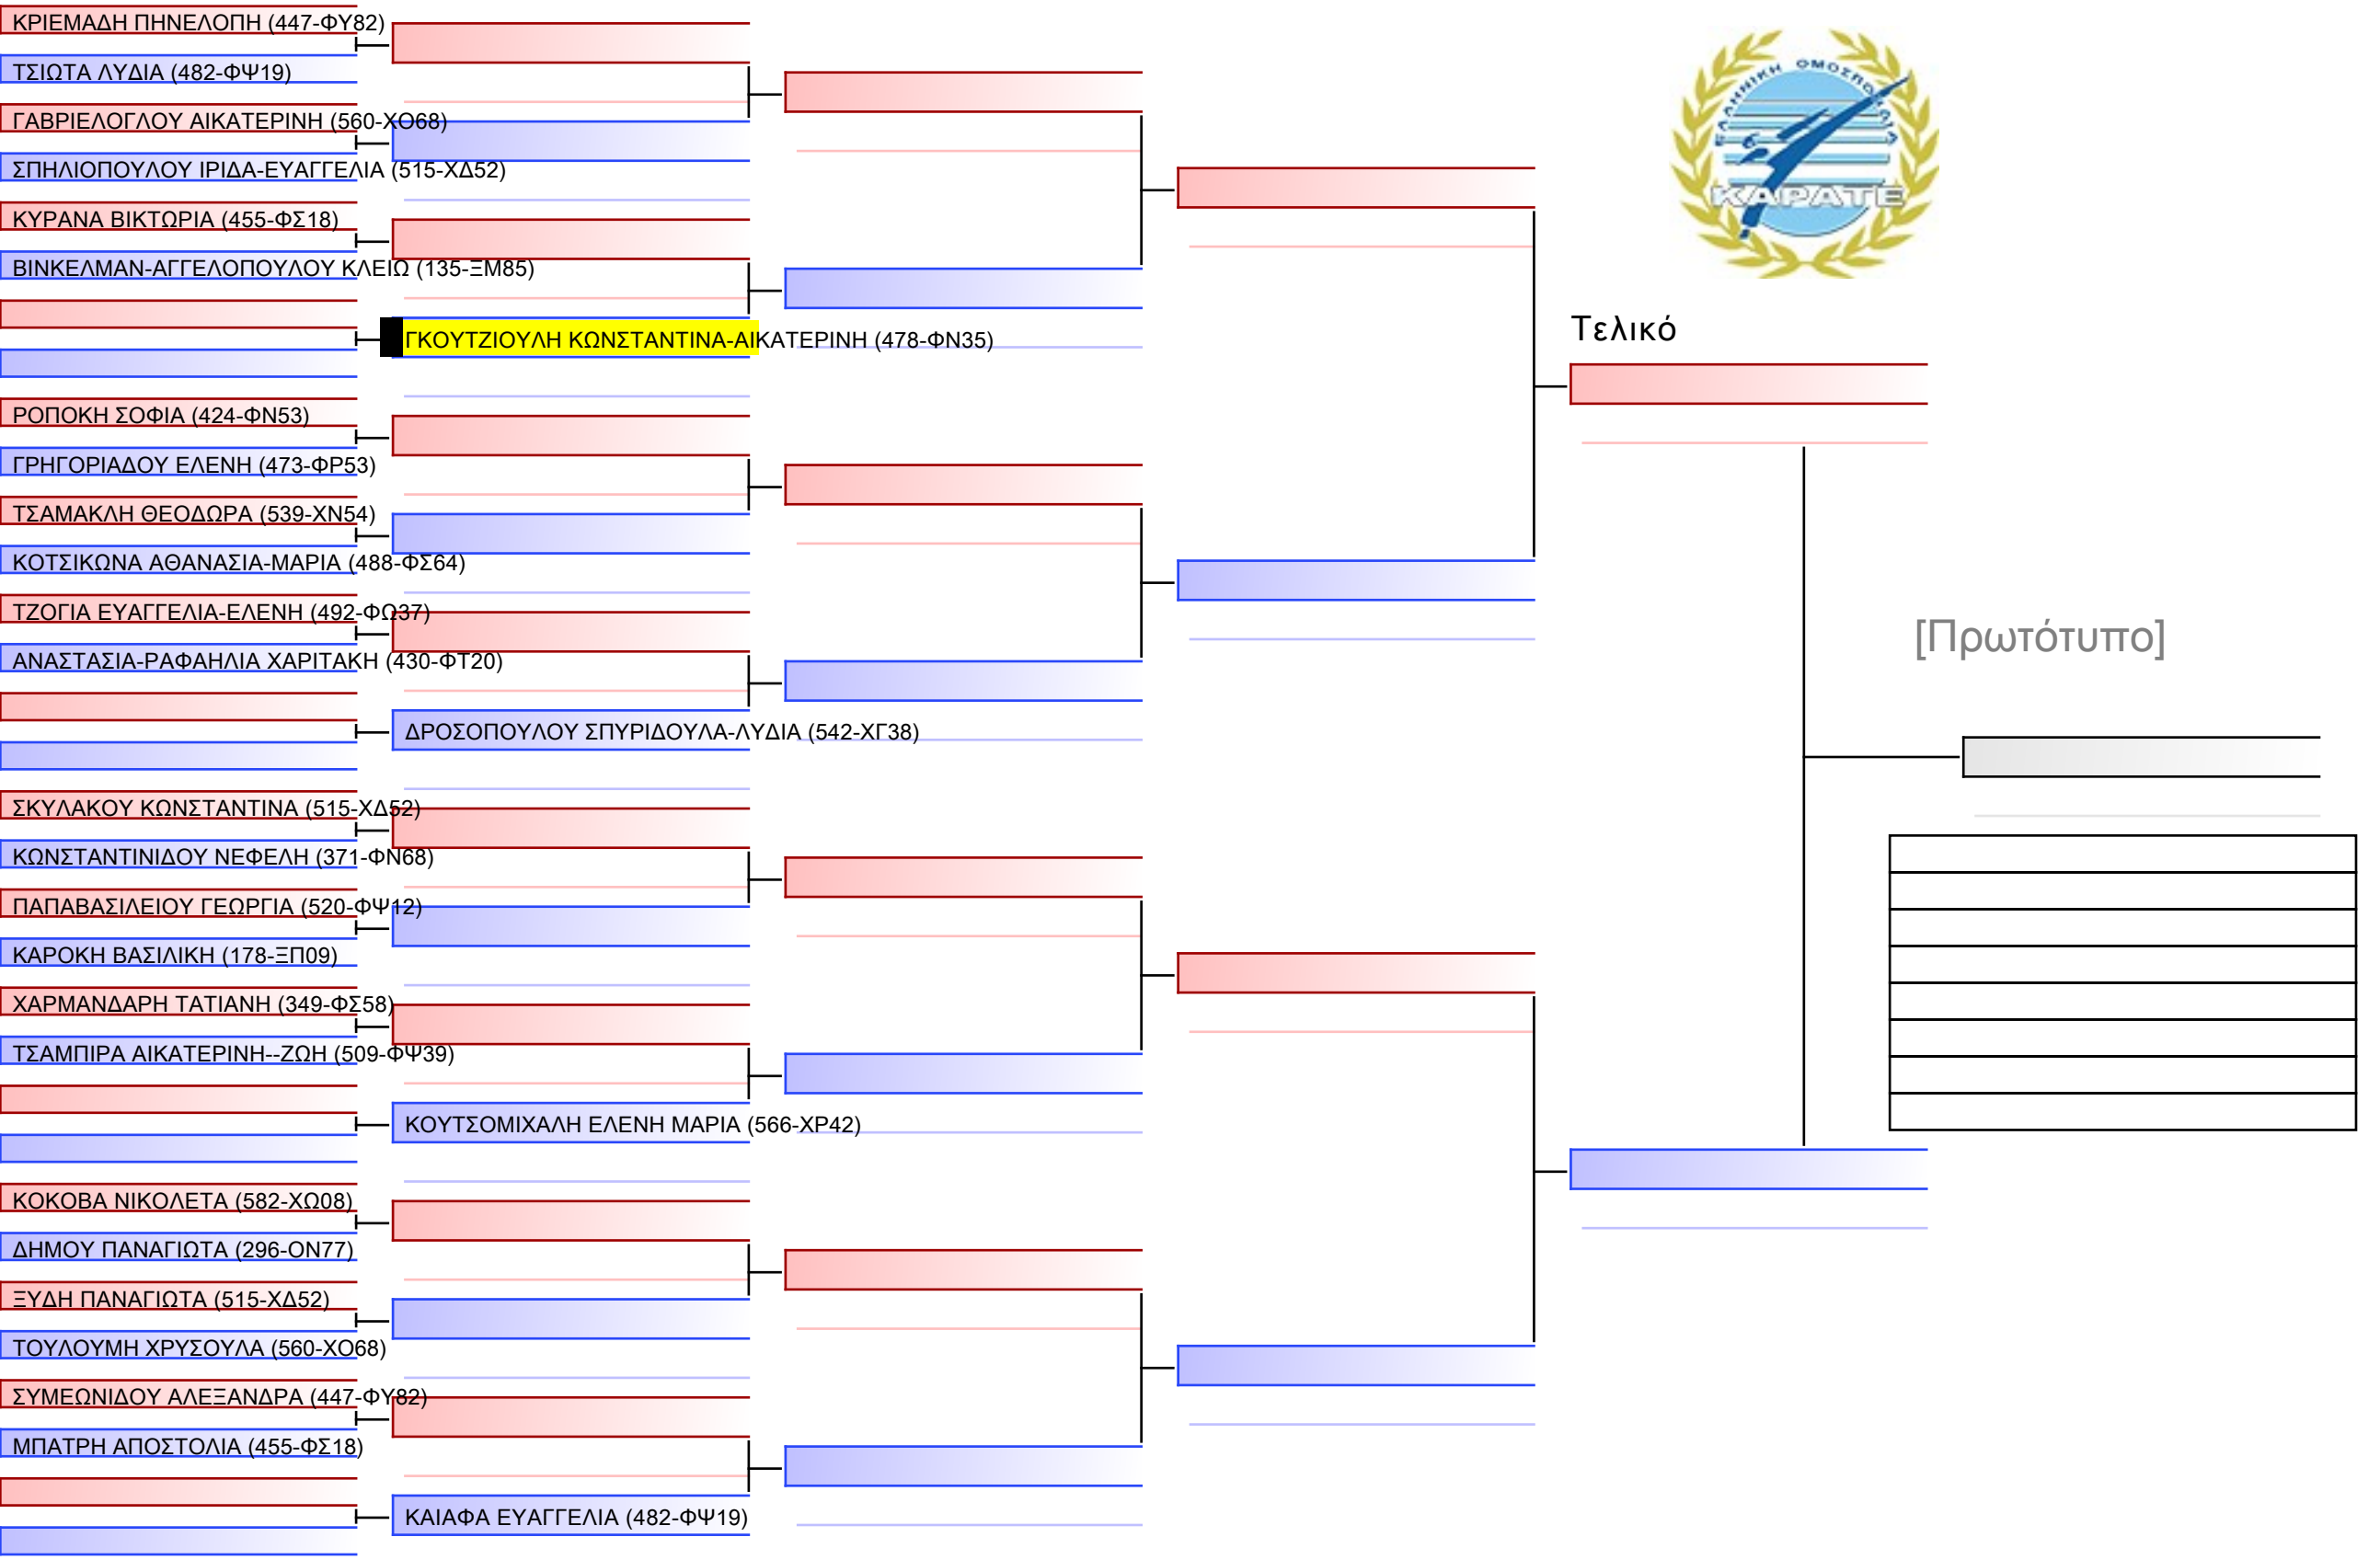 ΚΡΙΕΜΑΔΗ ΠΗΝΕΛΟΠΗ (447-ΦΥ82)
ΤΣΙΩΤΑ ΛΥΔΙΑ (482-ΦΨ19)
ΓΑΒΡΙΕΛΟΓΛΟΥ ΑΙΚΑΤΕΡΙΝΗ (560-ΧΟ68)
ΣΠΗΛΙΟΠΟΥΛΟΥ ΙΡΙΔΑ-ΕΥΑΓΓΕΛΙΑ (515-ΧΔ52)
ΚΥΡΑΝΑ ΒΙΚΤΩΡΙΑ (455-ΦΣ18)
ΒΙΝΚΕΛΜΑΝ-ΑΓΓΕΛΟΠΟΥΛΟΥ ΚΛΕΙΩ (135-ΞΜ85)
ΓΚΟΥΤΖΙΟΥΛΗ ΚΩΝΣΤΑΝΤΙΝΑ-ΑΙΚΑΤΕΡΙΝΗ (478-ΦΝ35)
ΡΟΠΟΚΗ ΣΟΦΙΑ (424-ΦΝ53)
ΓΡΗΓΟΡΙΑΔΟΥ ΕΛΕΝΗ (473-ΦΡ53)
ΤΣΑΜΑΚΛΗ ΘΕΟΔΩΡΑ (539-ΧΝ54)
ΚΟΤΣΙΚΩΝΑ ΑΘΑΝΑΣΙΑ-ΜΑΡΙΑ (488-ΦΣ64)
ΤΖΟΓΙΑ ΕΥΑΓΓΕΛΙΑ-ΕΛΕΝΗ (492-ΦΩ37)
ΑΝΑΣΤΑΣΙΑ-ΡΑΦΑΗΛΙΑ ΧΑΡΙΤΑΚΗ (430-ΦΤ20)
ΔΡΟΣΟΠΟΥΛΟΥ ΣΠΥΡΙΔΟΥΛΑ-ΛΥΔΙΑ (542-ΧΓ38)
ΣΚΥΛΑΚΟΥ ΚΩΝΣΤΑΝΤΙΝΑ (515-ΧΔ52)
ΚΩΝΣΤΑΝΤΙΝΙΔΟΥ ΝΕΦΕΛΗ (371-ΦΝ68)
ΠΑΠΑΒΑΣΙΛΕΙΟΥ ΓΕΩΡΓΙΑ (520-ΦΨ12)
ΚΑΡΟΚΗ ΒΑΣΙΛΙΚΗ (178-ΞΠ09)
ΧΑΡΜΑΝΔΑΡΗ ΤΑΤΙΑΝΗ (349-ΦΣ58)
ΤΣΑΜΠΙΡΑ ΑΙΚΑΤΕΡΙΝΗ--ΖΩΗ (509-ΦΨ39)
ΚΟΥΤΣΟΜΙΧΑΛΗ ΕΛΕΝΗ ΜΑΡΙΑ (566-ΧΡ42)
ΚΟΚΟΒΑ ΝΙΚΟΛΕΤΑ (582-ΧΩ08)
ΔΗΜΟΥ ΠΑΝΑΓΙΩΤΑ (296-ΟΝ77)
ΞΥΔΗ ΠΑΝΑΓΙΩΤΑ (515-ΧΔ52)
ΤΟΥΛΟΥΜΗ ΧΡΥΣΟΥΛΑ (560-ΧΟ68)
ΣΥΜΕΩΝΙΔΟΥ ΑΛΕΞΑΝΔΡΑ (447-ΦΥ82)
ΜΠΑΤΡΗ ΑΠΟΣΤΟΛΙΑ (455-ΦΣ18)
ΚΑΙΑΦΑ ΕΥΑΓΓΕΛΙΑ (482-ΦΨ19)
ΕΛΛΗΝΙΚΗ ΟΜΟΣΠΟΝΔΙΑ
ΚΑΡΑΤΕ
Τελικό
[Πρωτότυπο]